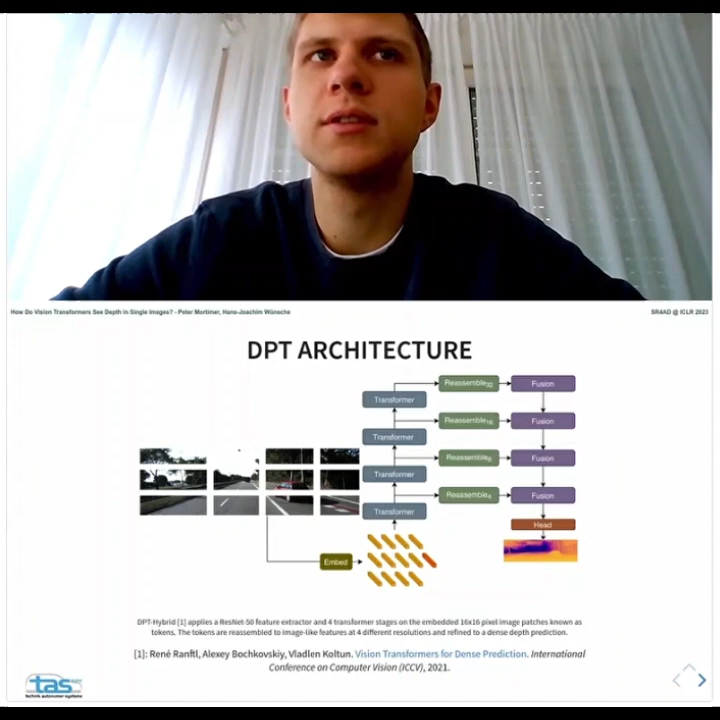 How Do Vision Transformers See Depth in Single Images? - Peter Mortimer, Hans-Joachim Wünsche
SR4AD @ ICLR 2023
DPT ARCHITECTURE
Reassemble32
Fusion
Transformer
Reassemble16
Fusion
Transformer
Reassemble8
Fusion
Transformer
Reassemble4
Fusion
Transformer
Head
Embed
DPT-Hybrid [1] applies a ResNet-50 feature extractor and 4 transformer stages on the embedded 16x16 pixel image patches known as
tokens. The tokens are reassembled to image-like features at 4 different resolutions and refined to a dense depth prediction.
[1]: René Ranftl, Alexey Bochkovskiy, Vladlen Koltun. Vision Transformers for Dense Prediction. International
Conference on Computer Vision (ICCV), 2021.
tas
technik autonomer systeme